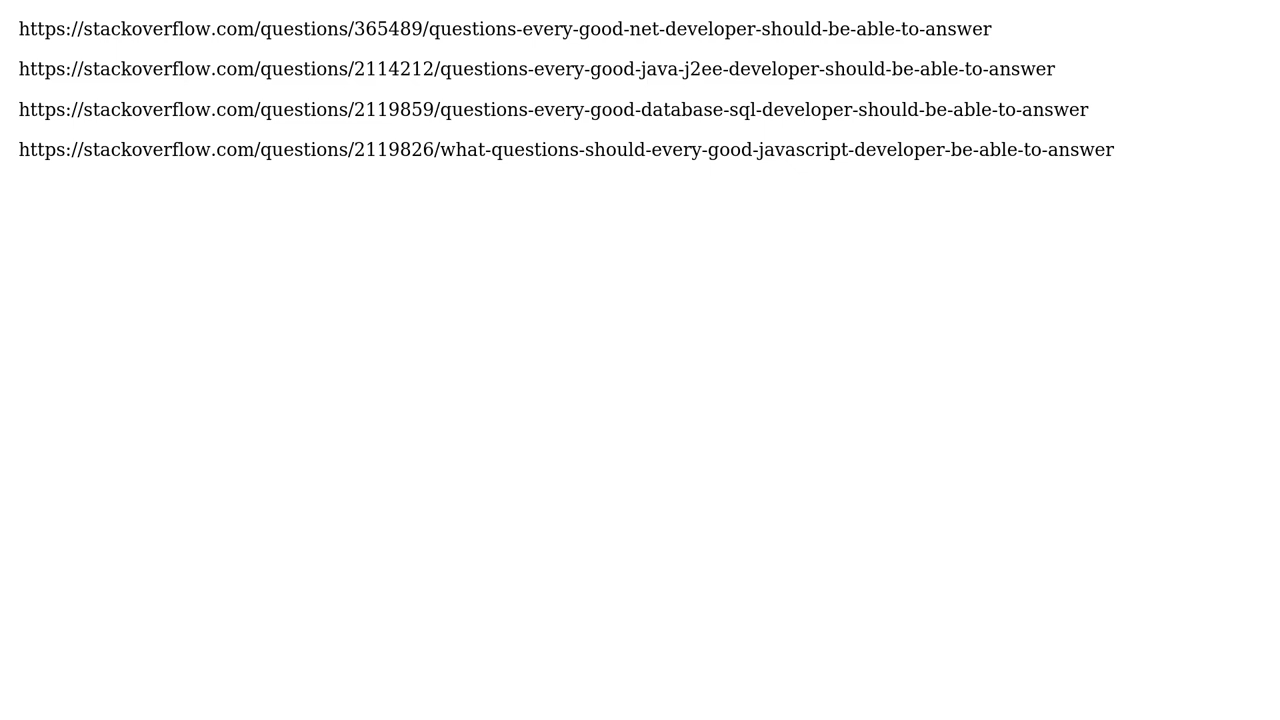 https://stackoverflow.com/questions/365489/questions-every-good-net-developer-should-be-able-to-answer
https://stackoverflow.com/questions/2114212/questions-every-good-java-j2ee-developer-should-be-able-to-answer
https://stackoverflow.com/questions/2119859/questions-every-good-database-sql-developer-should-be-able-to-answer
https://stackoverflow.com/questions/2119826/what-questions-should-every-good-javascript-developer-be-able-to-answer